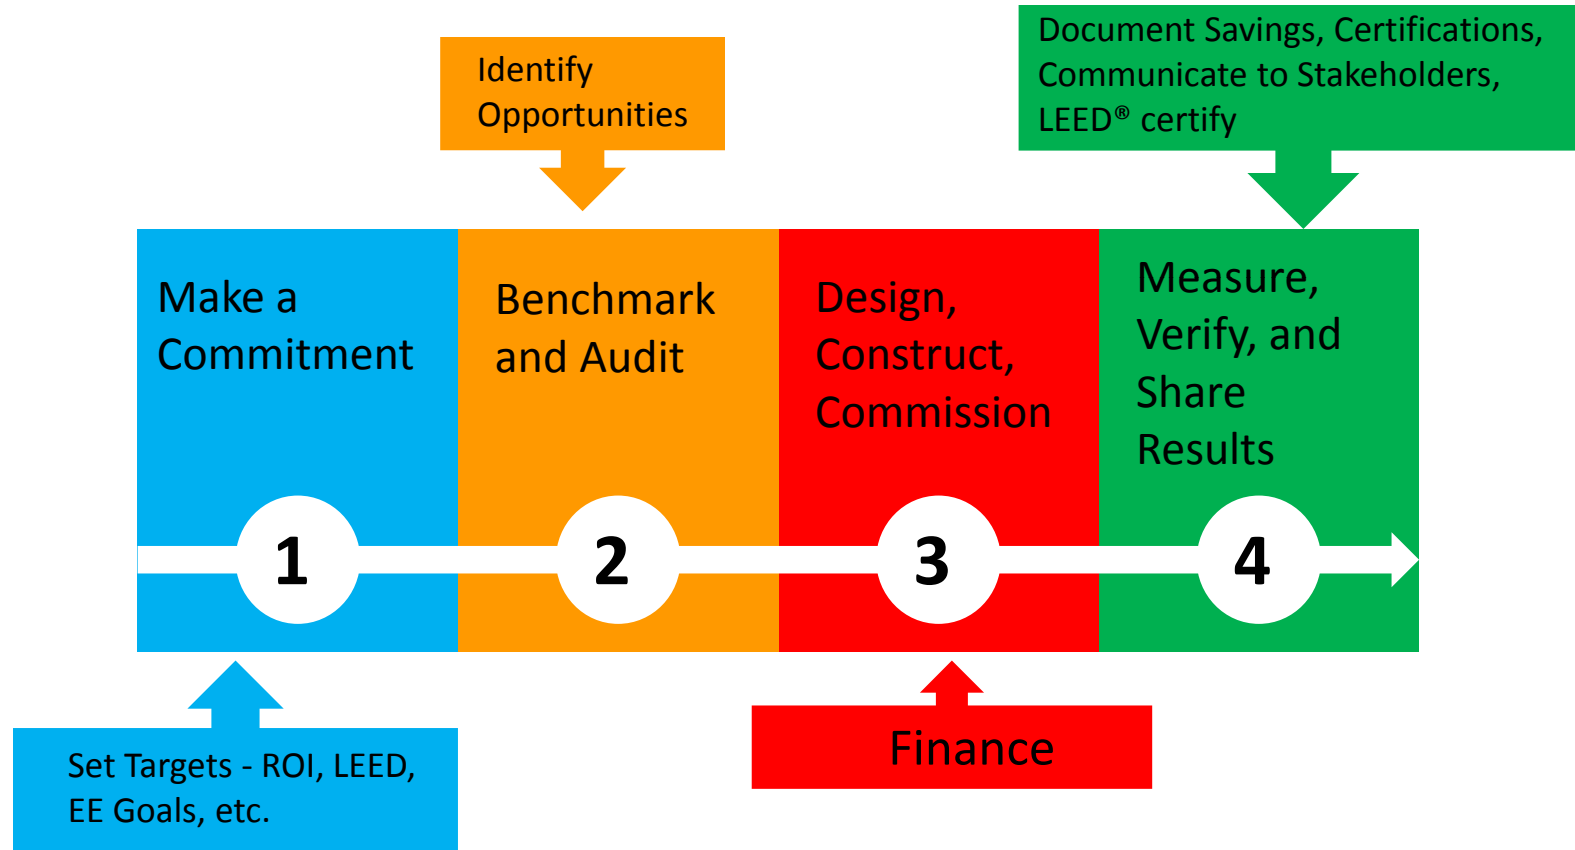 Identify
Opportunities
Document Savings, Certifications,
Communicate to Stakeholders,
LEED® certify
Make a
Commitment
Benchmark
and Audit
Design,
Construct,
Commission
Measure,
Verify, and
Share
Results
1
2
3
4
Set Targets - ROI, LEED,
EE Goals, etc.
Finance